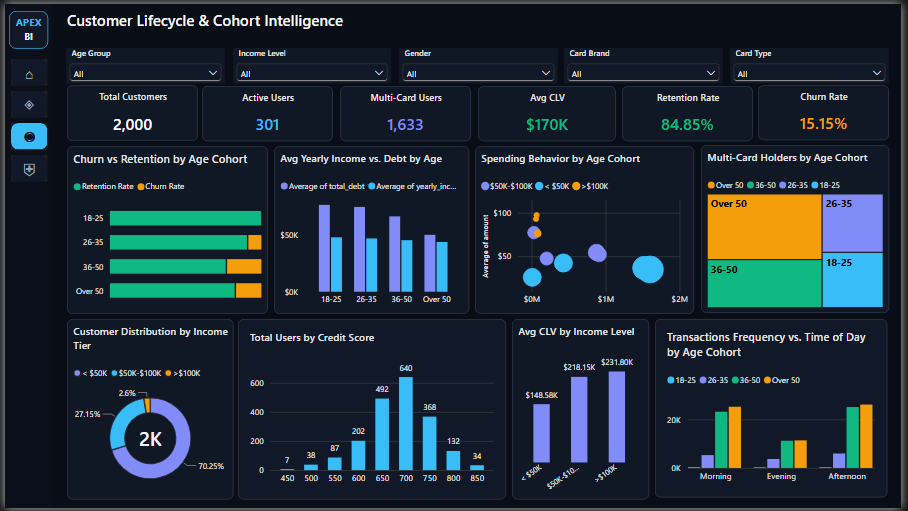 APEX
BI
Customer Lifecycle & Cohort Intelligence
Age Group
All
Income Level
All
Gender
All
Card Brand
All
Card Type
All
Total Customers
2,000
Active Users
301
Multi-Card Users
1,633
Avg CLV
$170K
Retention Rate
84.85%
Churn Rate
15.15%
Churn vs Retention by Age Cohort
Retention Rate Churn Rate
18-25
26-35
36-50
Over 50
Avg Yearly Income vs. Debt by Age
Average of total_debt Average of yearly_inc...
$50K
$0K
18-25 26-35 36-50 Over 50
Spending Behavior by Age Cohort
$50K-$100K < $50K >$100K
Average of amount
$100
$50
$0M $1M $2M
Multi-Card Holders by Age Cohort
Over 50 36-50 26-35 18-25
Over 50
26-35
36-50
18-25
Customer Distribution by Income
Tier
< $50K $50K-$100K >$100K
2.6%
27.15%
2K
70.25%
Total Users by Credit Score
600
400
200
0
7 38 87 202 492 640 368 132 34
450 500 550 600 650 700 750 800 850
Avg CLV by Income Level
$148.58K
$218.15K
$231.80K
< $50K
$50K-$10...
>$100K
Transactions Frequency vs. Time of Day
by Age Cohort
18-25 26-35 36-50 Over 50
20K
0K
Morning Evening Afternoon